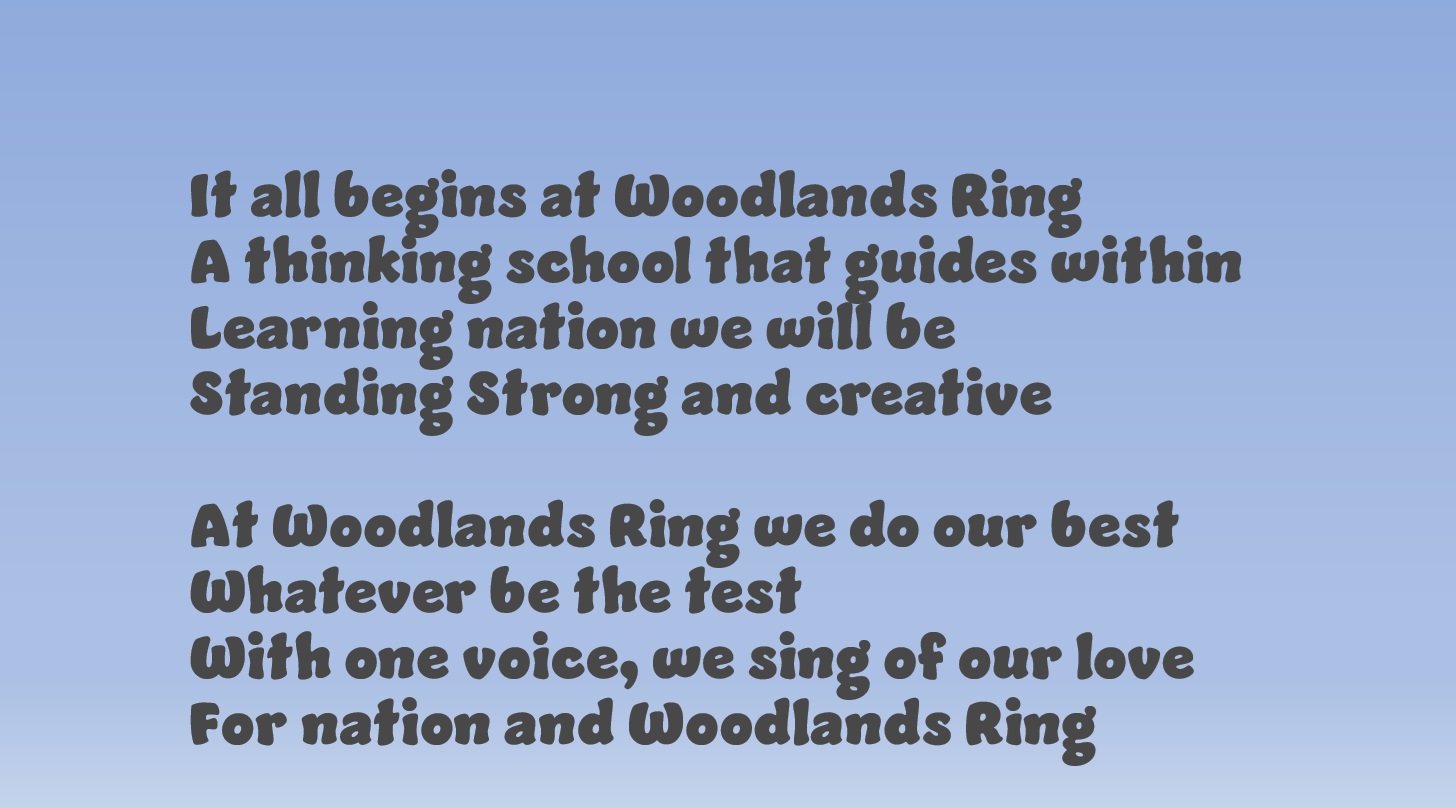 It all begins at Woodlands Ring
A thinking school that guides within
Learning nation we will be
Standing Strong and creative
At Woodlands Ring we do our best
Whatever be the test
With one voice, we sing of our love
For nation and Woodlands Ring